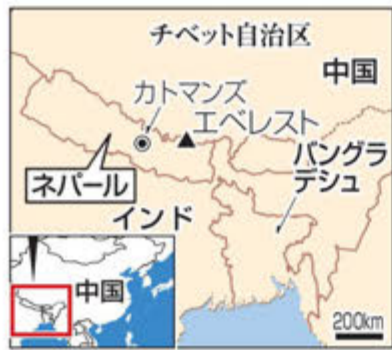 チベット自治区
中国
カトマンズ
エベレスト
バングラ
デシュ
ネパール
インド
中国
200km